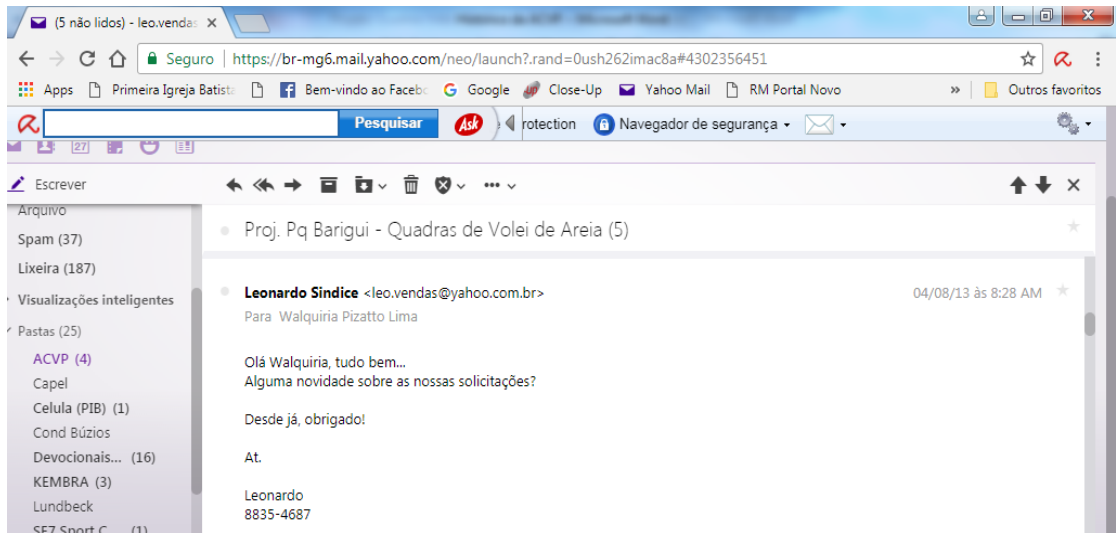 (5 não lidos) - leo.vendas
Seguro https://br-mg6.mail.yahoo.com/neo/launch?.rand=0ush262imac8a#4302356451
Apps Primeira Igreja Batista Bem-vindo ao Facebo Google Close-Up Yahoo Mail RM Portal Novo » Outros favoritos
Pesquisar Ask rotection Navegador de segurança
27
Escrever
Arquivo
Spam (37)
Lixeira (187)
Visualizações inteligentes
Pastas (25)
ACVP (4)
Capel
Celula (PIB) (1)
Cond Búzios
Devocionais... (16)
KEMBRA (3)
Lundbeck
SF7 Sport C... (1)
Proj. Pq Barigui - Quadras de Volei de Areia (5)
Leonardo Sindice <leo.vendas@yahoo.com.br> 04/08/13 às 8:28 AM
Para Walquiria Pizatto Lima
Olá Walquiria, tudo bem...
Alguma novidade sobre as nossas solicitações?
Desde já, obrigado!
At.
Leonardo
8835-4687